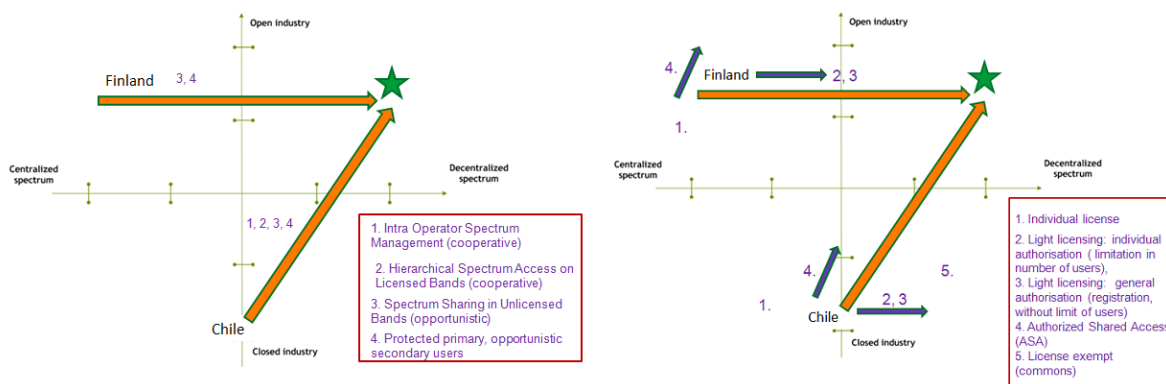 Open industry
Finland
3, 4
Centralized
spectrum
Decentralized
spectrum
1, 2, 3, 4
Chile
Closed industry
1. Intra Operator Spectrum
Management (cooperative)
2. Hierarchical Spectrum Access on
Licensed Bands (cooperative)
3. Spectrum Sharing in Unlicensed
Bands (opportunistic)
4. Protected primary, opportunistic
secondary users
Open industry
4.
Finland
2, 3
1.
Centralized
spectrum
Decentralized
spectrum
4.
5.
1.
2, 3
Chile
Closed industry
1. Individual license
2. Light licensing: individual
authorisation ( limitation in
number of users),
3. Light licensing: general
authorisation (registration,
without limit of users)
4. Authorized Shared Access
(ASA)
5. License exempt
(commons)